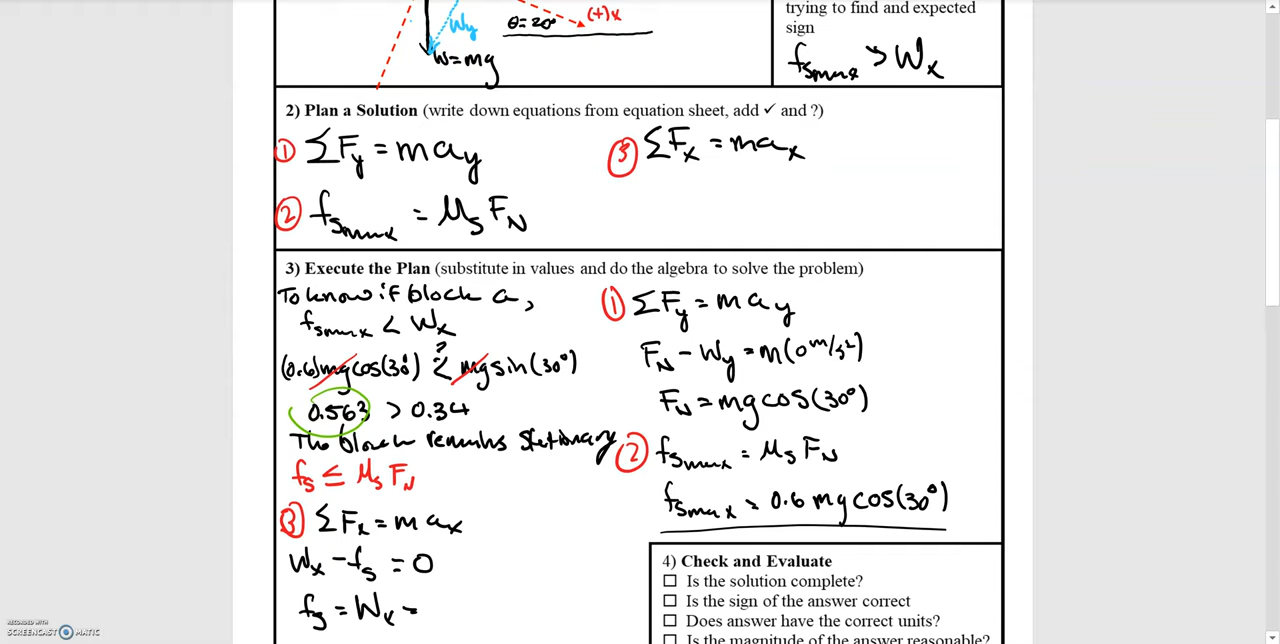 trying to find and expected
sign
fsmax > Wx
Wy
θ = 20°
(+)x
W = mg
2) Plan a Solution (write down equations from equation sheet, add ✓ and ?)
① ΣFy = may
② fsmax = μs FN
③ ΣFx = max
3) Execute the Plan (substitute in values and do the algebra to solve the problem)
To know if block a,
fsmax < Wx
?
(0.6)mg cos(30°) < mg sin(30°)
0.563 > 0.34
The block remains stationary
fs ≤ μs FN
③ ΣFx = max
Wx - fs = 0
fs = Wx =
① ΣFy = may
FN - Wy = m(0 m/s²)
FN = mg cos(30°)
② fsmax = μs FN
fsmax = 0.6 mg cos(30°)
4) Check and Evaluate
☐ Is the solution complete?
☐ Is the sign of the answer correct
☐ Does answer have the correct units?
☐ Is the magnitude of the answer reasonable?
RECORDED WITH
SCREENCAST MATIC